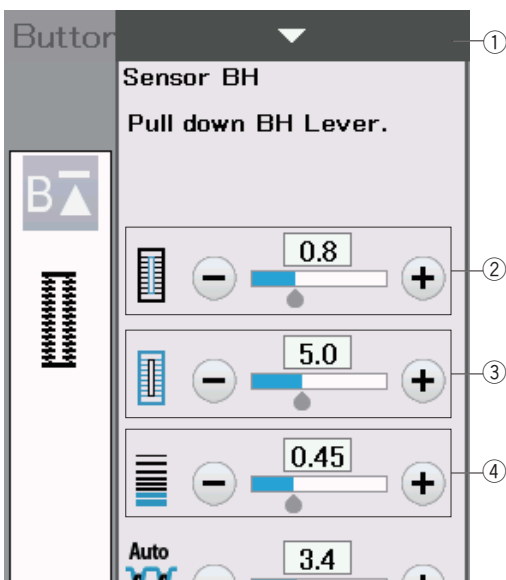 Button
①
Sensor BH
Pull down BH Lever.
B
0.8
− +
②
5.0
− +
③
0.45
− +
④
Auto
3.4
− +